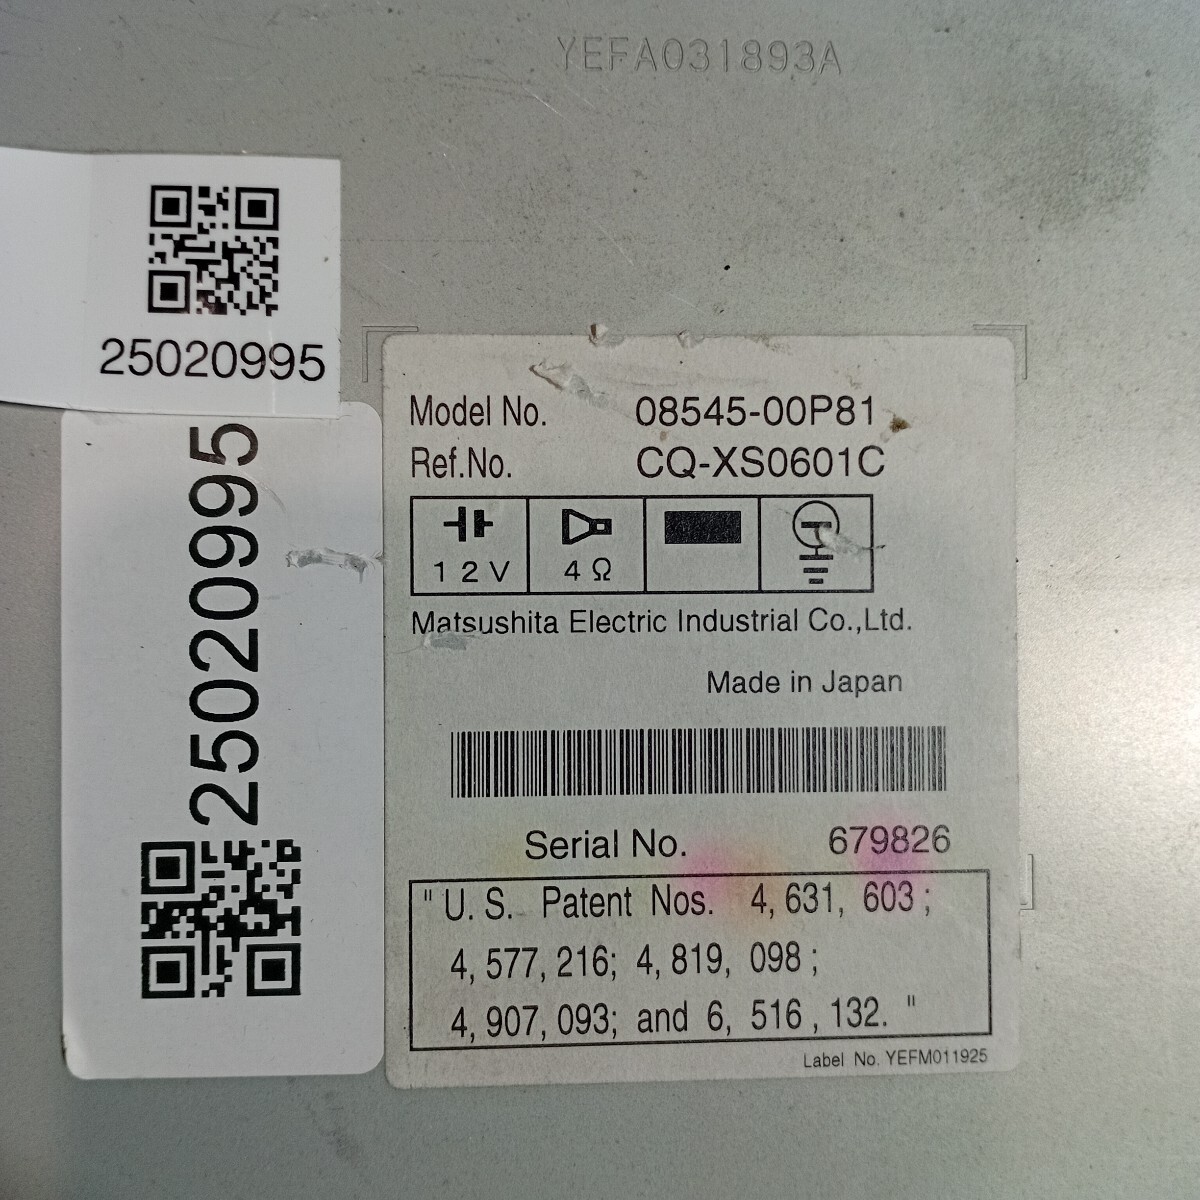 YEFA031893A
25020995
25020995
Model No. 08545-00P81
Ref.No. CQ-XS0601C
12V 4Ω
Matsushita Electric Industrial Co.,Ltd.
Made in Japan
Serial No. 679826
" U. S. Patent Nos. 4, 631, 603 ;
4, 577, 216; 4, 819, 098 ;
4, 907, 093; and 6, 516 , 132. "
Label No. YEFM011925